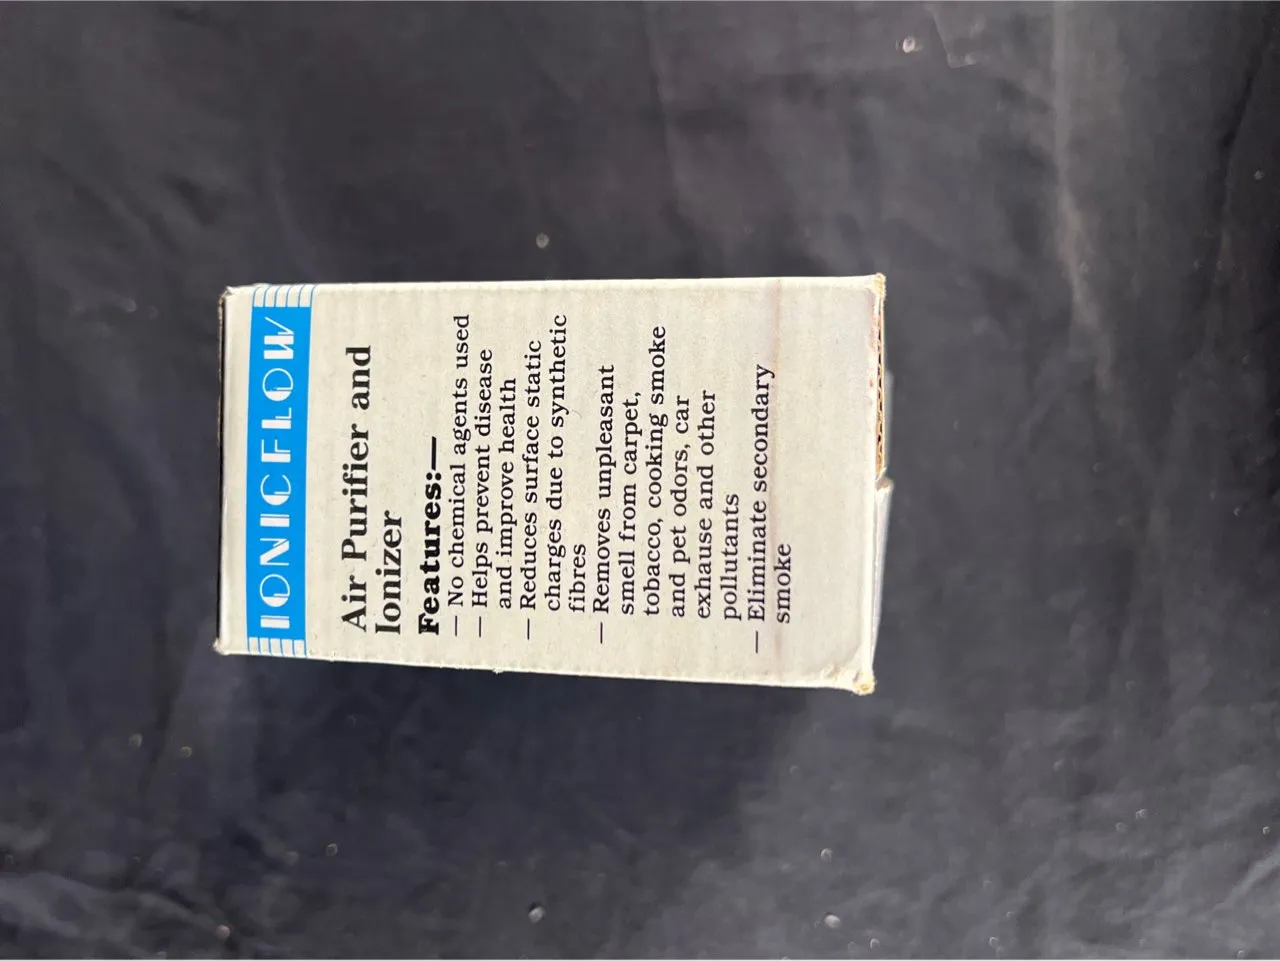 IONICFLOW
Air Purifier and
Ionizer
Features:—
— No chemical agents used
— Helps prevent disease
and improve health
— Reduces surface static
charges due to synthetic
fibres
— Removes unpleasant
smell from carpet,
tobacco, cooking smoke
and pet odors, car
exhause and other
pollutants
— Eliminate secondary
smoke